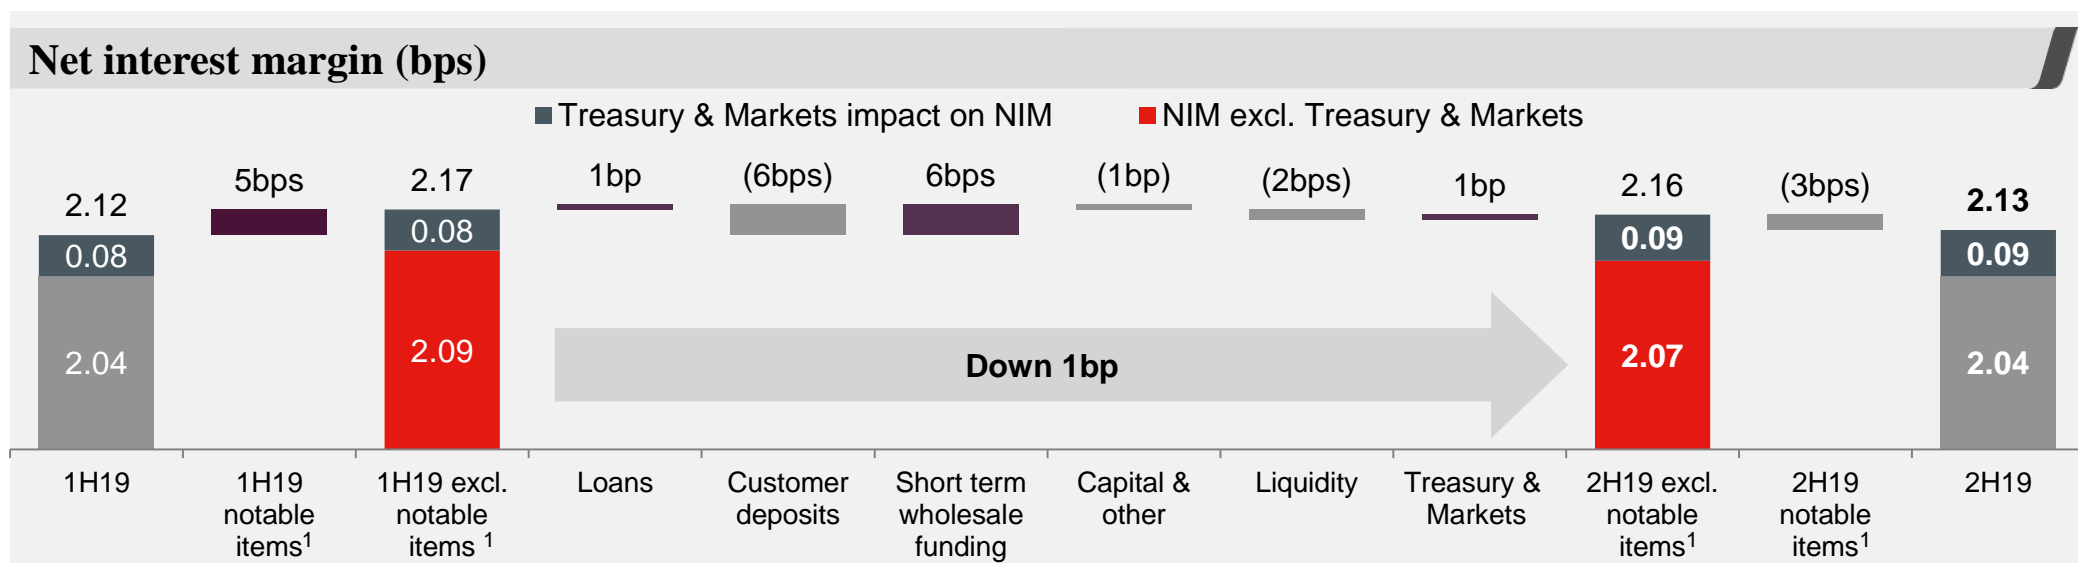 Net interest margin (bps)
Treasury & Markets impact on NIM
NIM excl. Treasury & Markets
2.12
5bps
2.17
1bp
(6bps)
6bps
(1bp)
(2bps)
1bp
2.16
(3bps)
2.13
0.08
0.08
0.09
0.09
2.04
2.09
Down 1bp
2.07
2.04
1H19
1H19
notable
items1
1H19 excl.
notable
items 1
Loans
Customer
deposits
Short term
wholesale
funding
Capital &
other
Liquidity
Treasury &
Markets
2H19 excl.
notable
items1
2H19
notable
items1
2H19